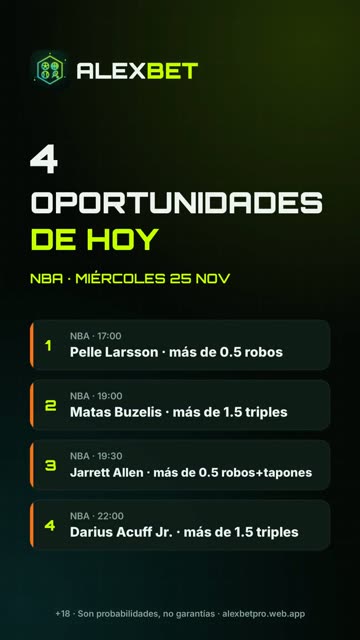 ALEXBET
4
OPORTUNIDADES
DE HOY
NBA · MIÉRCOLES 25 NOV
1
NBA · 17:00
Pelle Larsson · más de 0.5 robos
2
NBA · 19:00
Matas Buzelis · más de 1.5 triples
3
NBA · 19:30
Jarrett Allen · más de 0.5 robos+tapones
4
NBA · 22:00
Darius Acuff Jr. · más de 1.5 triples
+18 · Son probabilidades, no garantías · alexbetpro.web.app